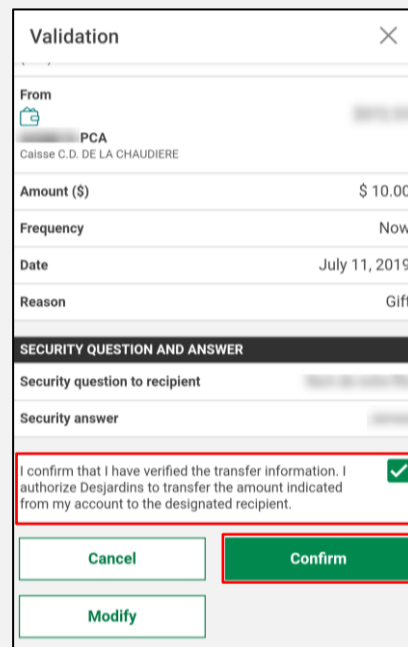 Validation
From
PCA
Caisse C.D. DE LA CHAUDIERE
Amount ($) $ 10.00
Frequency Now
Date July 11, 2019
Reason Gift
SECURITY QUESTION AND ANSWER
Security question to recipient
Security answer
I confirm that I have verified the transfer information. I
authorize Desjardins to transfer the amount indicated
from my account to the designated recipient.
Cancel Confirm
Modify